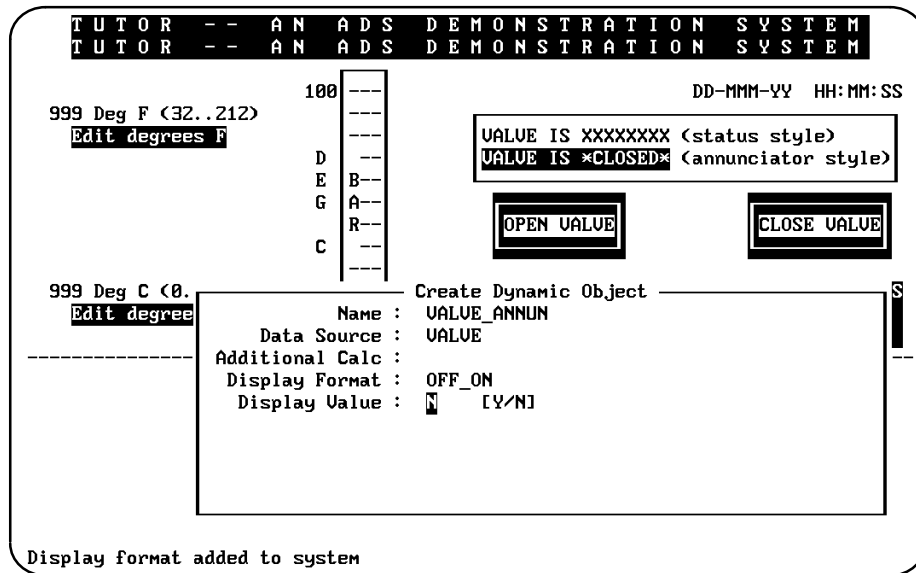 T U T O R - - A N A D S D E M O N S T R A T I O N S Y S T E M
T U T O R - - A N A D S D E M O N S T R A T I O N S Y S T E M
100 --- DD-MMM-YY HH:MM:SS
999 Deg F (32..212) ---
Edit degrees F --- VALVE IS XXXXXXXX (status style)
D -- VALVE IS *CLOSED* (annunciator style)
E B--
G A--
R-- OPEN VALVE CLOSE VALVE
C --
---
999 Deg C (0. Create Dynamic Object S
Edit degree Name : VALVE_ANNUN
Data Source : VALVE
Additional Calc :
Display Format : OFF_ON
Display Value : N [Y/N]
Display format added to system